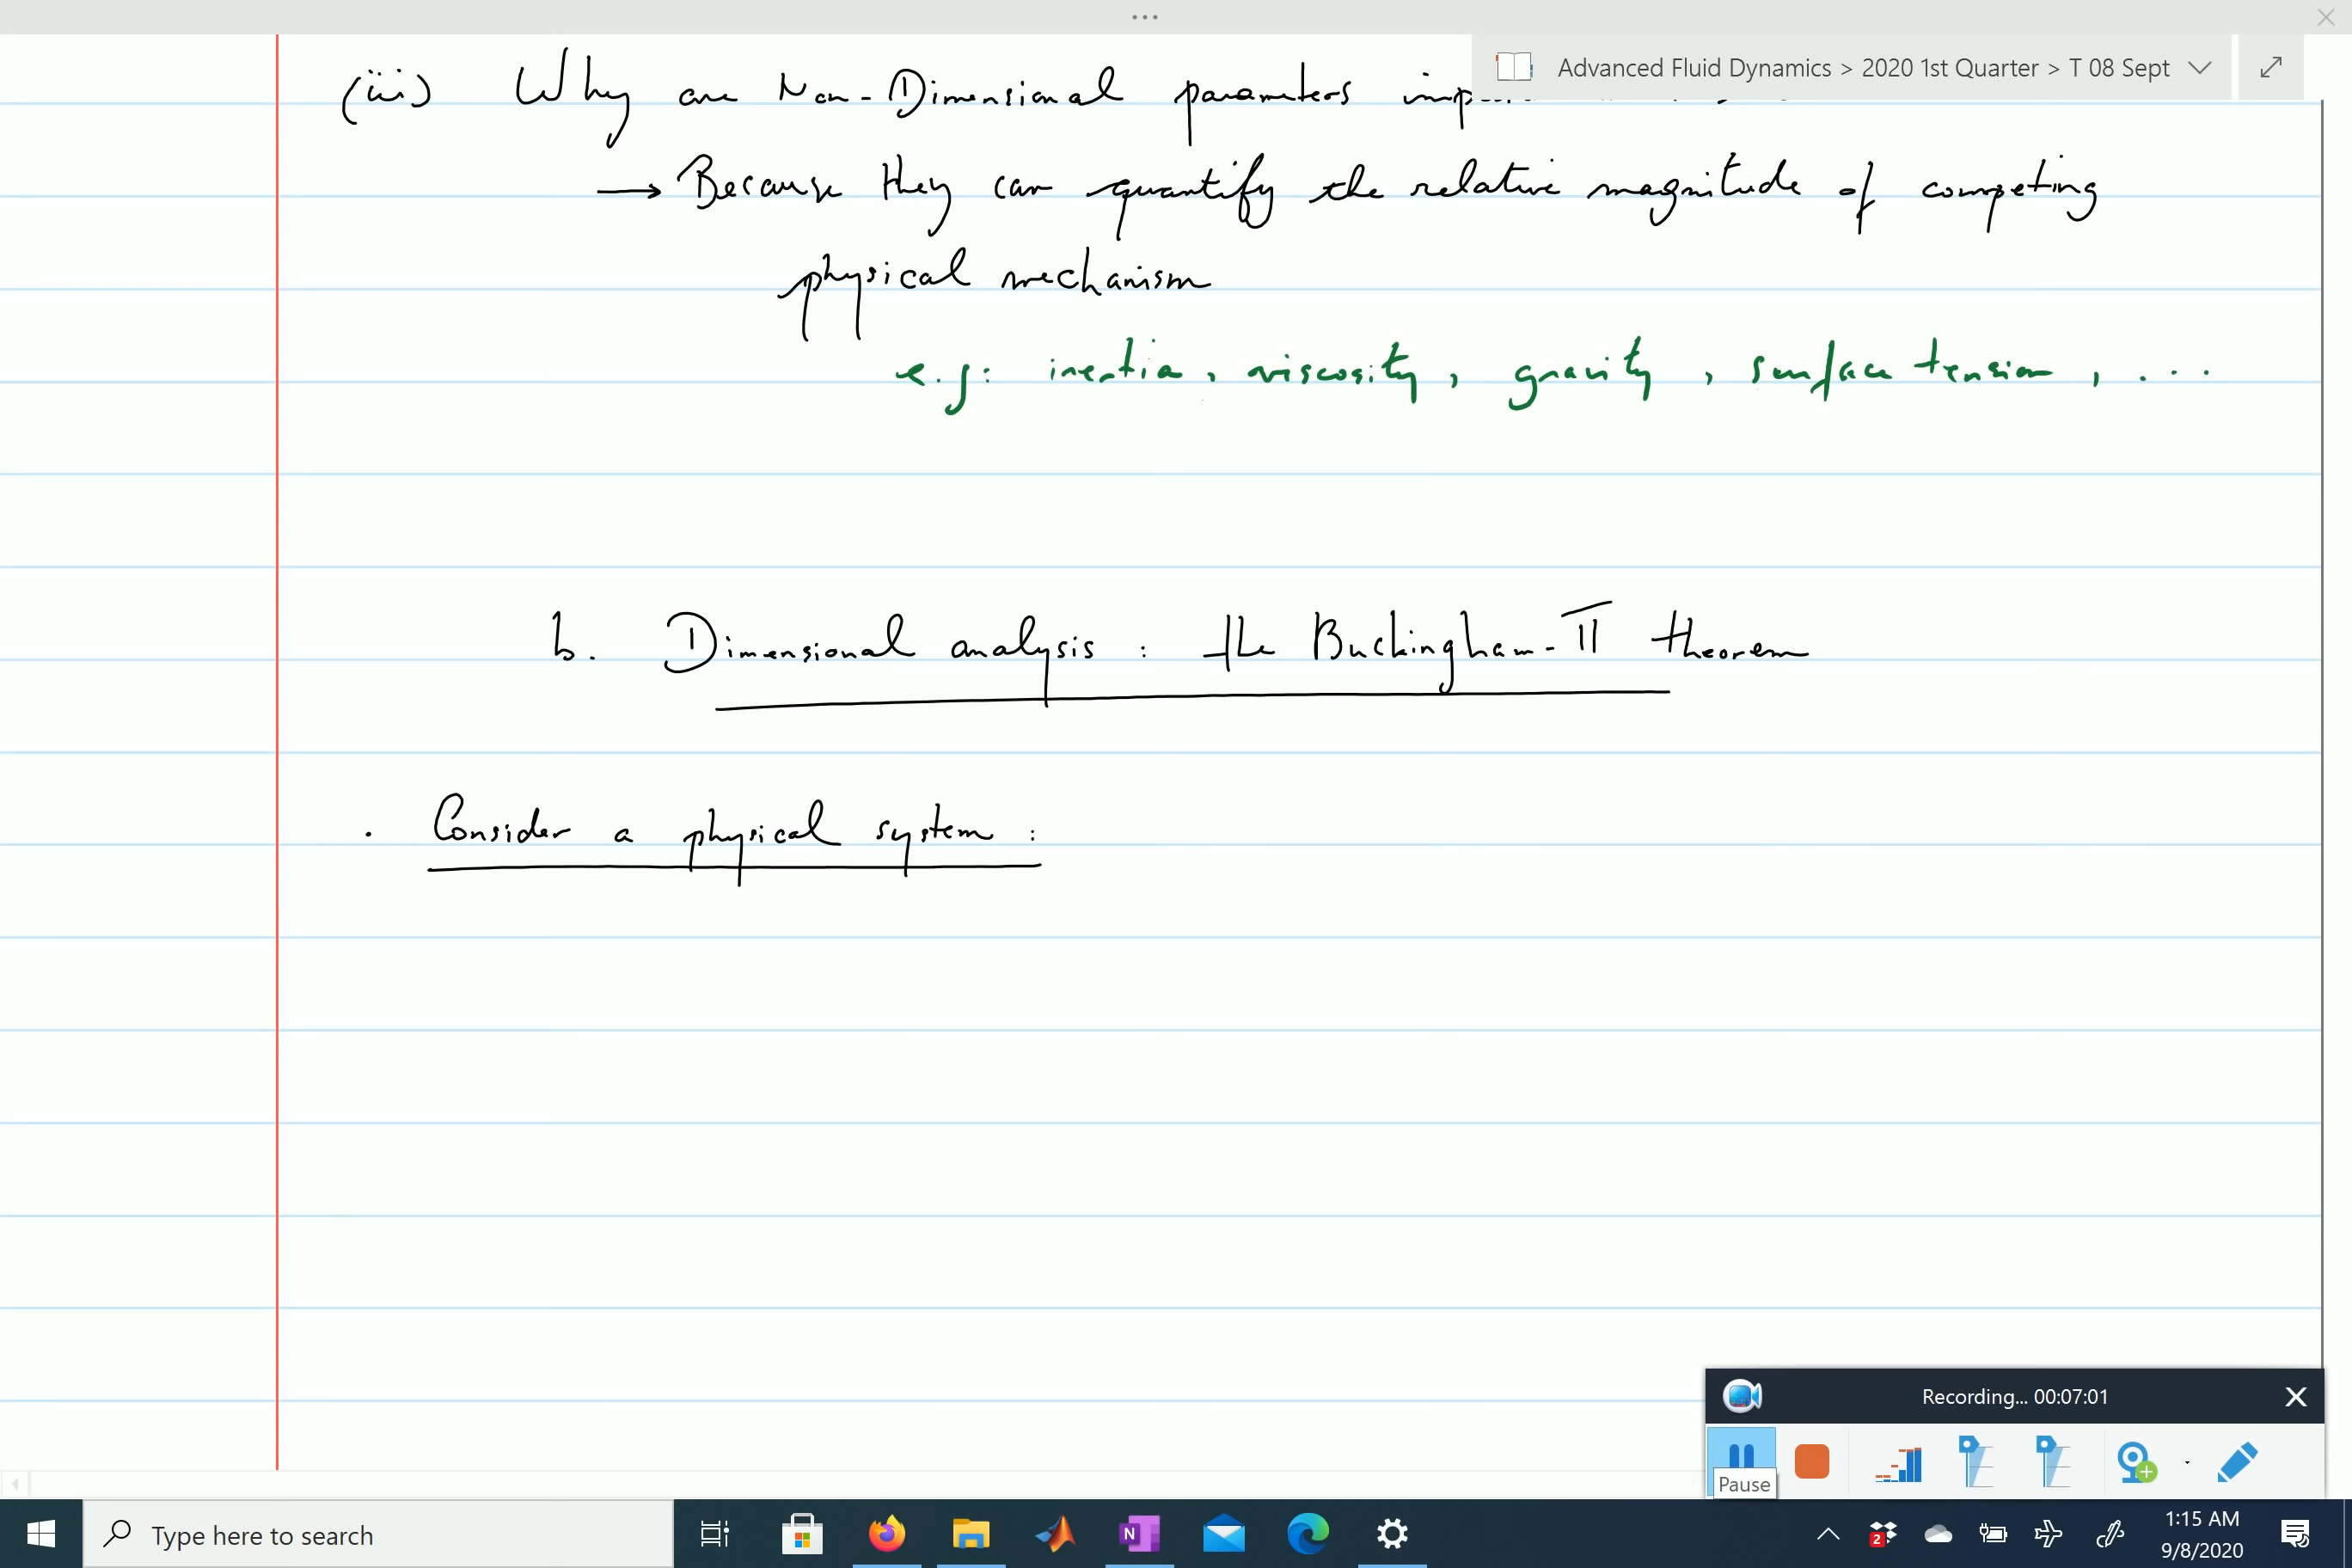 Advanced Fluid Dynamics > 2020 1st Quarter > T 08 Sept
(iii) Why are Non-Dimensional parameters
→ Because they can quantify the relative magnitude of competing
physical mechanism
e.g: inertia, viscosity, gravity, surface tension, ...
b. Dimensional analysis: the Buckingham-Π theorem
. Consider a physical system:
Recording... 00:07:01
Pause
Type here to search
N
2
1:15 AM
9/8/2020